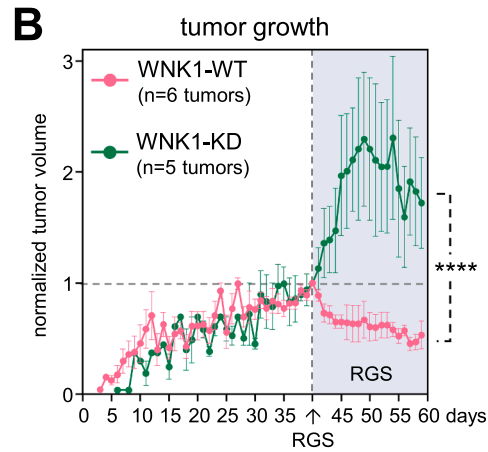 B
tumor growth
WNK1-WT
(n=6 tumors)
WNK1-KD
(n=5 tumors)
normalized tumor volume
3
2
1
0
****
RGS
0 5 10 15 20 25 30 35 45 50 55 60 days
↑
RGS